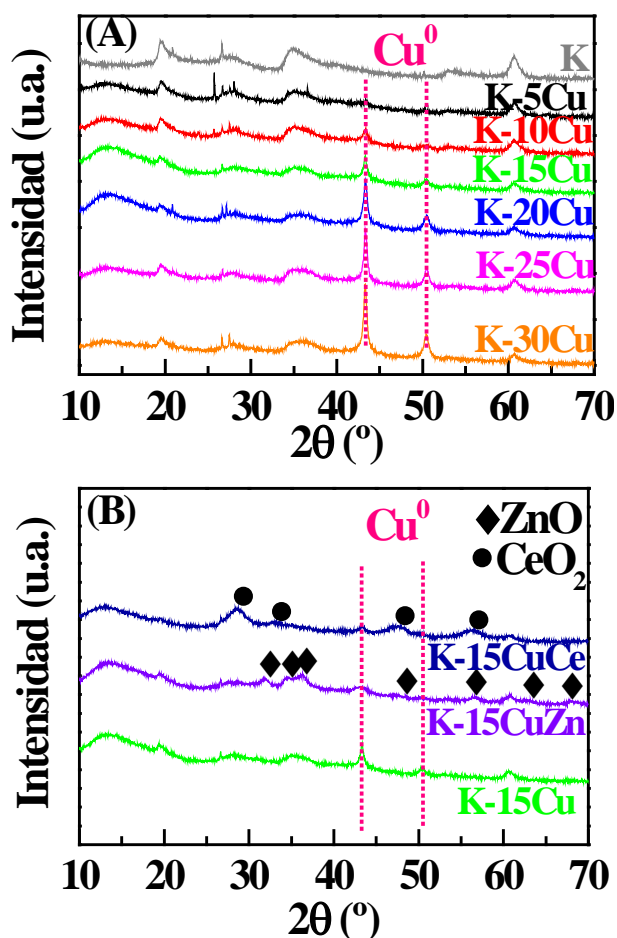 (A)
Cu⁰
K
K-5Cu
K-10Cu
K-15Cu
K-20Cu
K-25Cu
K-30Cu
Intensidad (u.a.)
10 20 30 40 50 60 70
2θ (º)
(B)
Cu⁰
ZnO
CeO₂
K-15CuCe
K-15CuZn
K-15Cu
Intensidad (u.a.)
10 20 30 40 50 60 70
2θ (º)